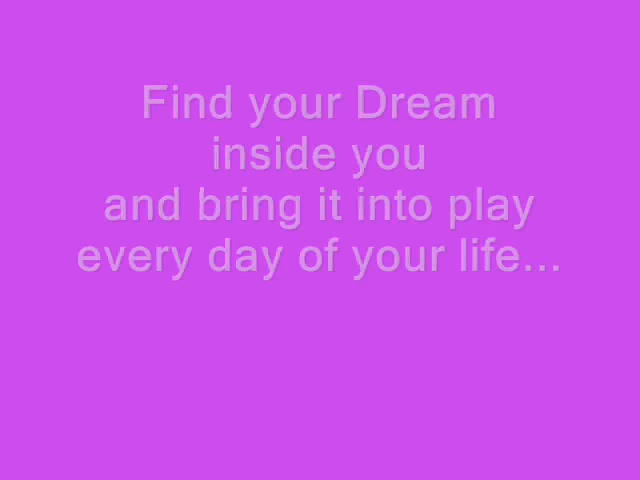 Find your Dream
inside you
and bring it into play
every day of your life...